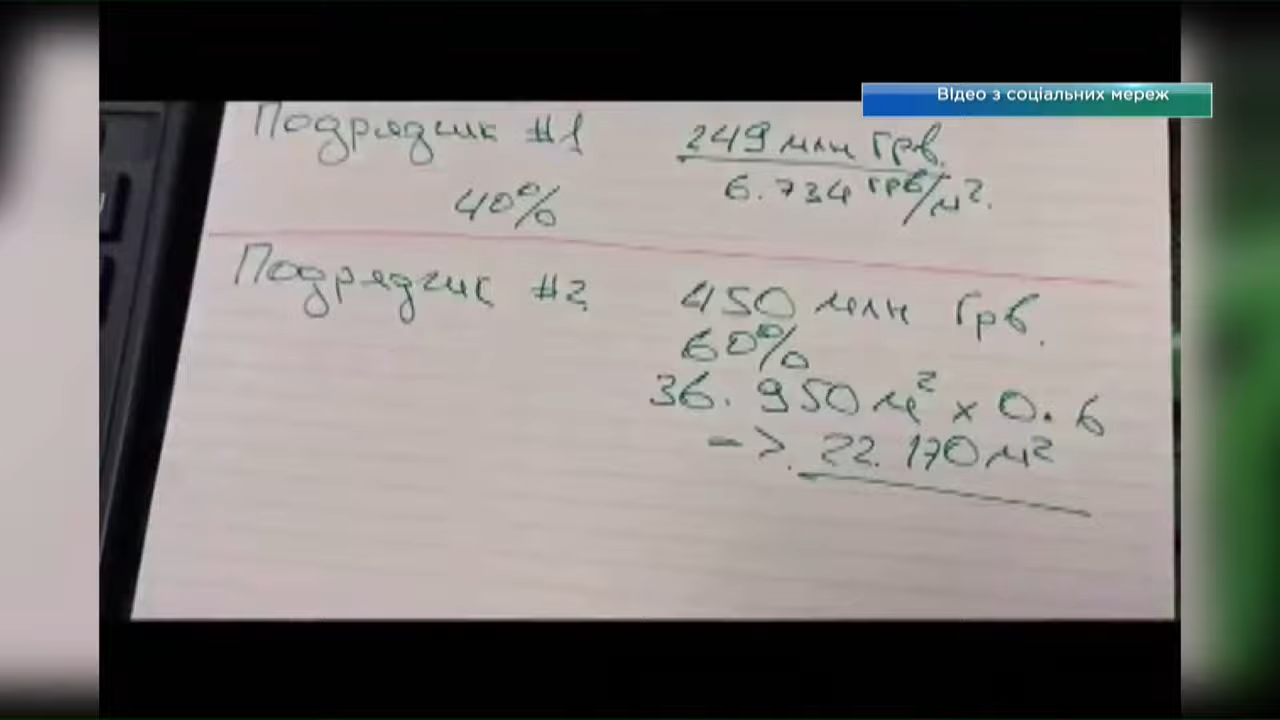 Відео з соціальних мереж
Подрядчик #1 249 млн грв.
40% 6.734 грв/м².
Подрядчик #2 450 млн грв.
60%
36.950 м² x 0.6
-> 22.170 м²